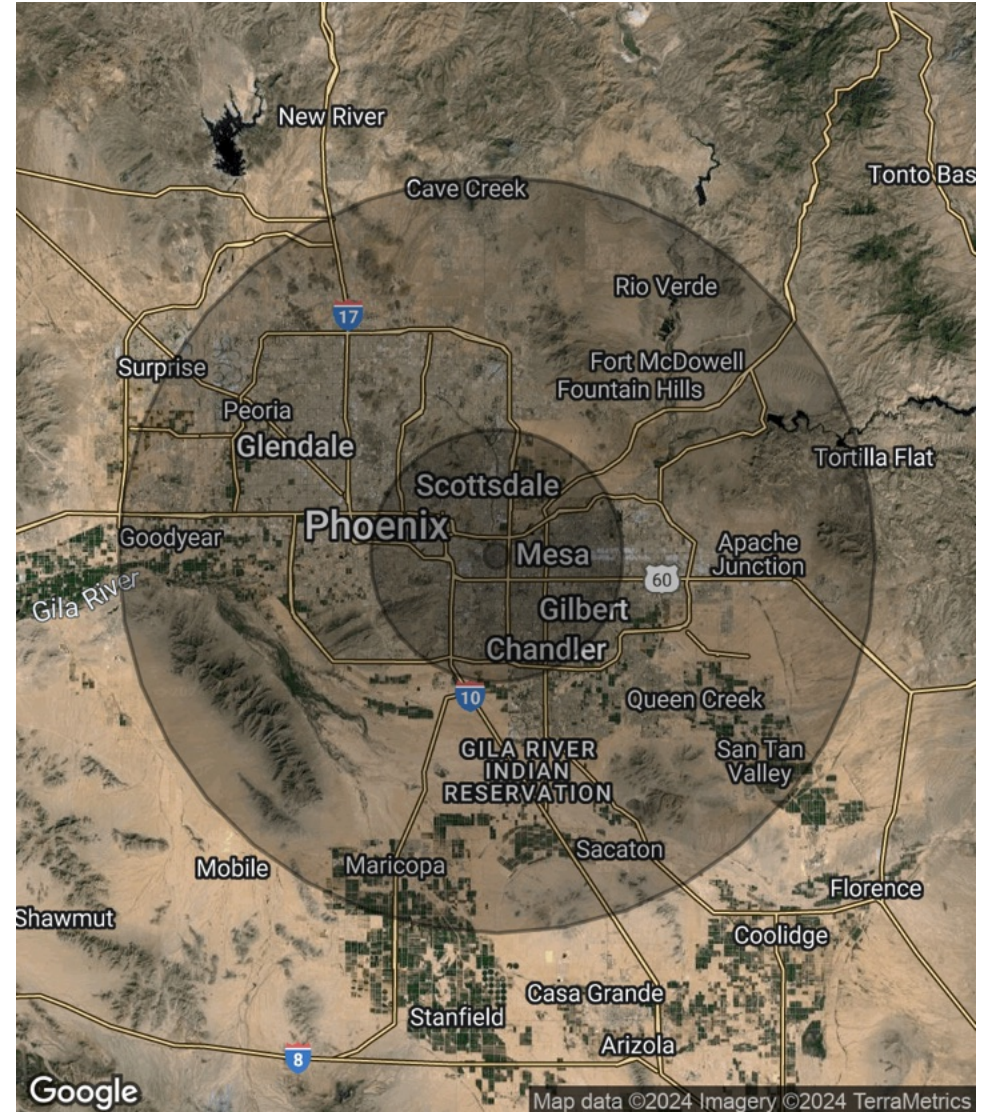 New River
Tonto Bas
Cave Creek
Rio Verde
17
Fort McDowell
Surprise
Fountain Hills
Peoria
Glendale
Tortilla Flat
Scottsdale
Phoenix
Goodyear
Mesa
Apache
Junction
60
Gila River
Gilbert
Chandler
10
Queen Creek
GILA RIVER
INDIAN
RESERVATION
San Tan
Valley
Sacaton
Mobile
Maricopa
Florence
Shawmut
Coolidge
Casa Grande
Stanfield
Arizola
8
Google
Map data ©2024 Imagery ©2024 TerraMetrics